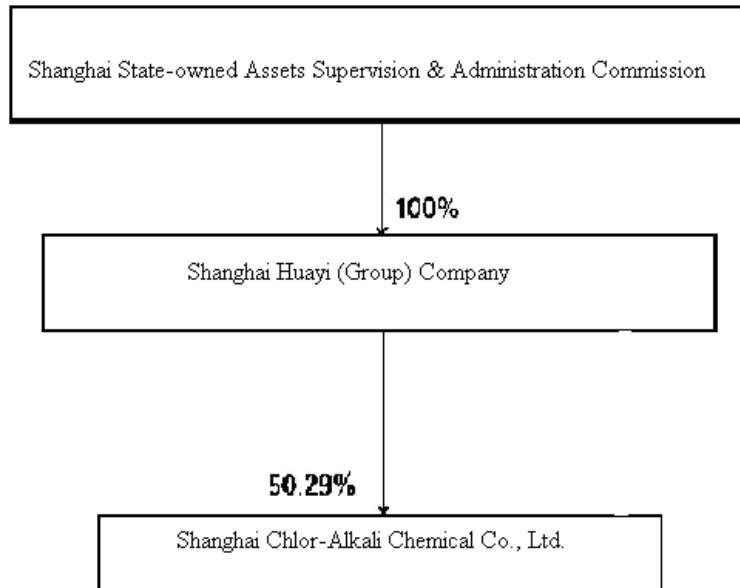 Shanghai State-owned Assets Supervision & Administration Commission
100%
Shanghai Huayi (Group) Company
50.29%
Shanghai Chlor-Alkali Chemical Co., Ltd.